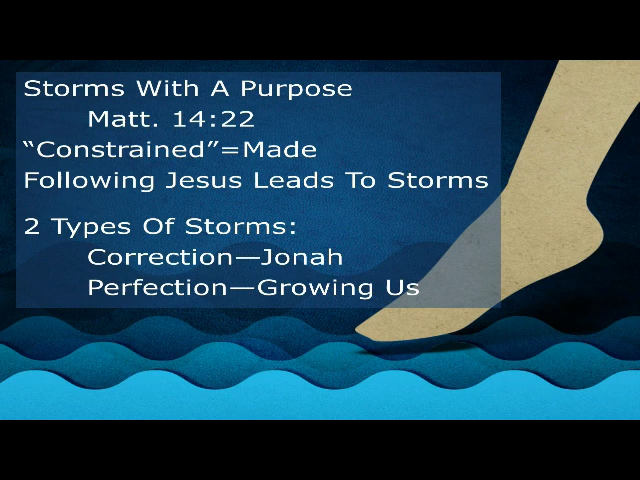 Storms With A Purpose
Matt. 14:22
“Constrained”=Made
Following Jesus Leads To Storms
2 Types Of Storms:
Correction—Jonah
Perfection—Growing Us